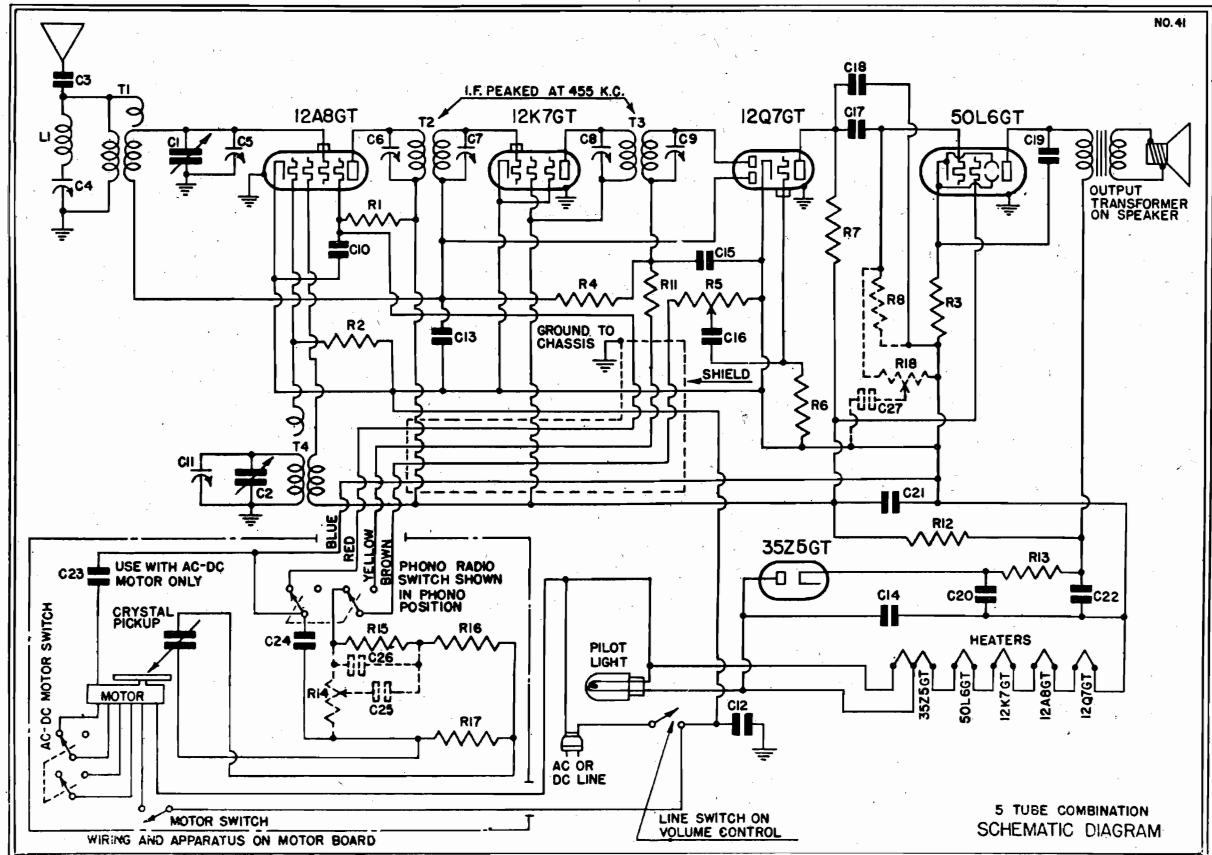 NO. 41
C3
T1
L1
C4
C1
C5
12A8GT
I.F. PEAKED AT 455 K.C.
C6
T2
C7
12K7GT
C8
T3
C9
12Q7GT
C18
C17
50L6GT
C19
OUTPUT
TRANSFORMER
ON SPEAKER
R1
C10
R7
R4
C15
R11
R5
R8
R3
R2
C13
GROUND TO
CHASSIS
C16
SHIELD
R18
C27
R6
C11
C2
T4
C21
BLUE
RED
YELLOW
BROWN
R12
C23
USE WITH AC-DC
MOTOR ONLY
PHONO RADIO
SWITCH SHOWN
IN PHONO
POSITION
35Z5GT
R13
CRYSTAL
PICKUP
C24
R15
R16
C14
C20
C22
C26
R14
C25
PILOT
LIGHT
HEATERS
35Z5GT
50L6GT
12K7GT
12A8GT
12Q7GT
MOTOR
AC-DC MOTOR SWITCH
R17
C12
AC OR
DC LINE
MOTOR SWITCH
WIRING AND APPARATUS ON MOTOR BOARD
LINE SWITCH ON
VOLUME CONTROL
5 TUBE COMBINATION
SCHEMATIC DIAGRAM